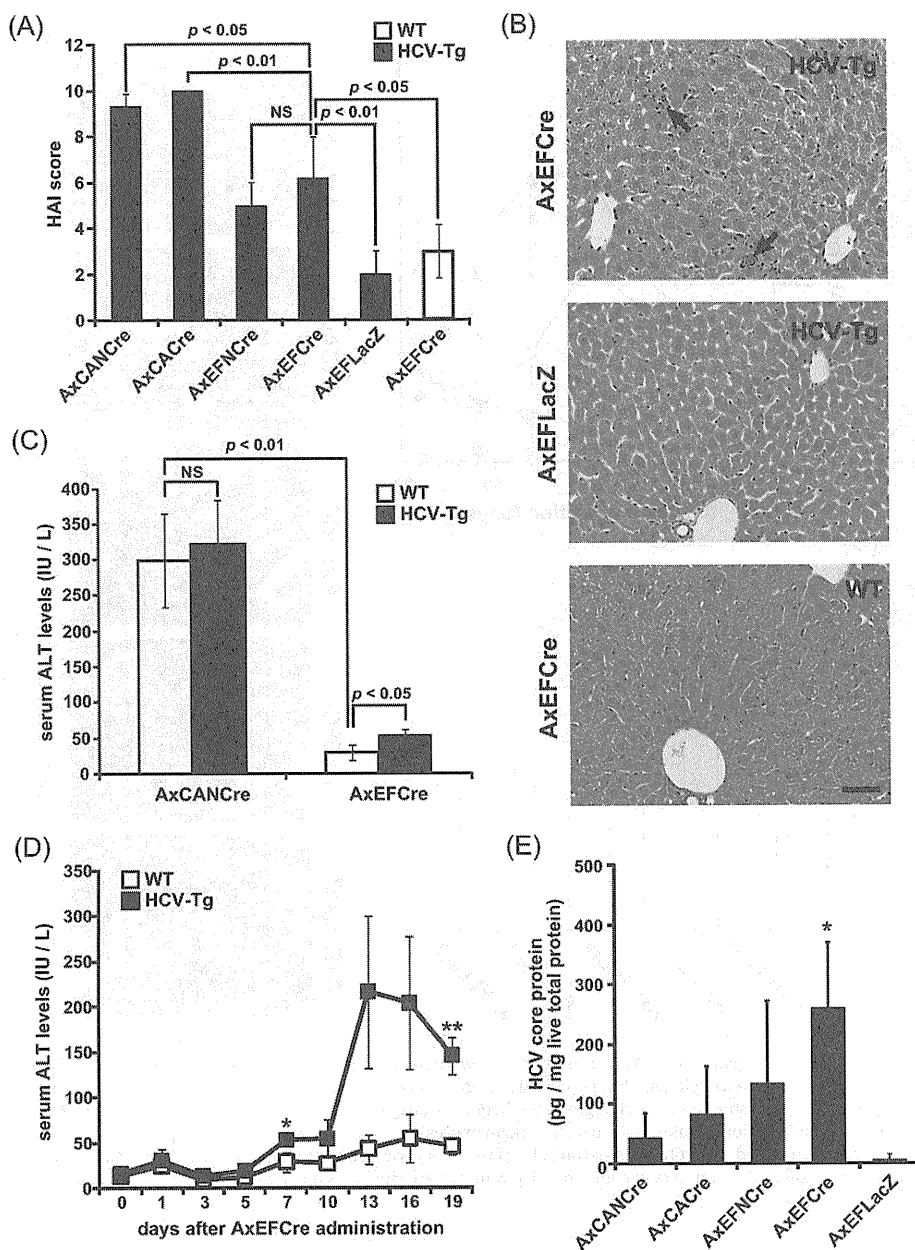 (A)
p < 0.05
WT
HCV-Tg
p < 0.01
p < 0.05
NS
p < 0.01
HAI score
12
10
8
6
4
2
0
AxCANCre
AxCACre
AxEFNCre
AxEFCre
AxEFLacZ
AxEFCre
(B)
HCV-Tg
AxEFCre
HCV-Tg
AxEFLacZ
WT
AxEFCre
(C)
p < 0.01
NS
WT
HCV-Tg
p < 0.05
serum ALT levels (IU / L)
400
350
300
250
200
150
100
50
0
AxCANCre
AxEFCre
(D)
WT
HCV-Tg
serum ALT levels (IU / L)
350
300
250
200
150
100
50
0
*
**
0 1 3 5 7 10 13 16 19
days after AxEFCre administration
(E)
HCV core protein
(pg / mg live total protein)
500
400
300
200
100
0
*
AxCANCre
AxCACre
AxEFNCre
AxEFCre
AxEFLacZ